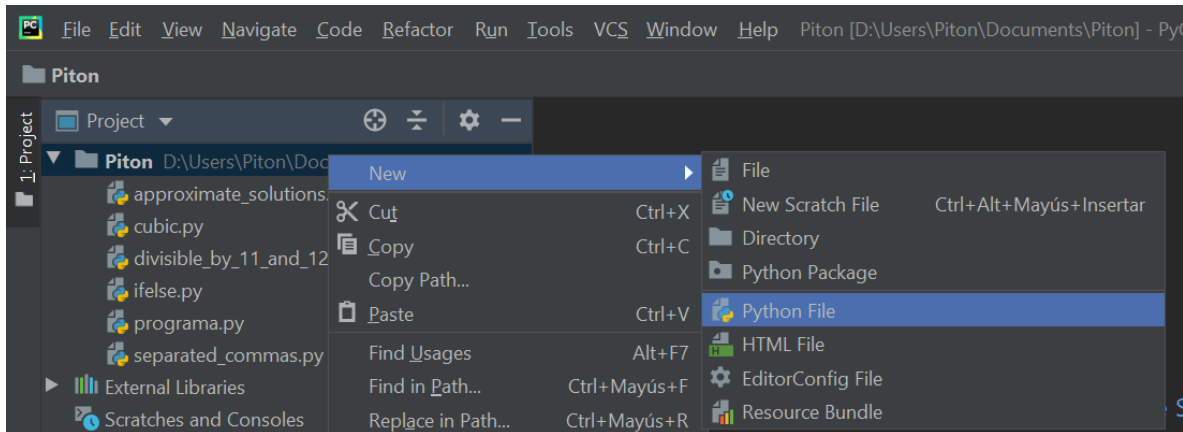 PC File Edit View Navigate Code Refactor Run Tools VCS Window Help Piton [D:\Users\Piton\Documents\Piton] - Py
Piton
1: Project
Project
Piton D:\Users\Piton\Doc
approximate_solutions.
cubic.py
divisible_by_11_and_12
ifelse.py
programa.py
separated_commas.py
External Libraries
Scratches and Consoles
New
Cut Ctrl+X
Copy Ctrl+C
Copy Path...
Paste Ctrl+V
Find Usages Alt+F7
Find in Path... Ctrl+Mayús+F
Replace in Path... Ctrl+Mayús+R
File
New Scratch File Ctrl+Alt+Mayús+Insertar
Directory
Python Package
Python File
HTML File
EditorConfig File
Resource Bundle